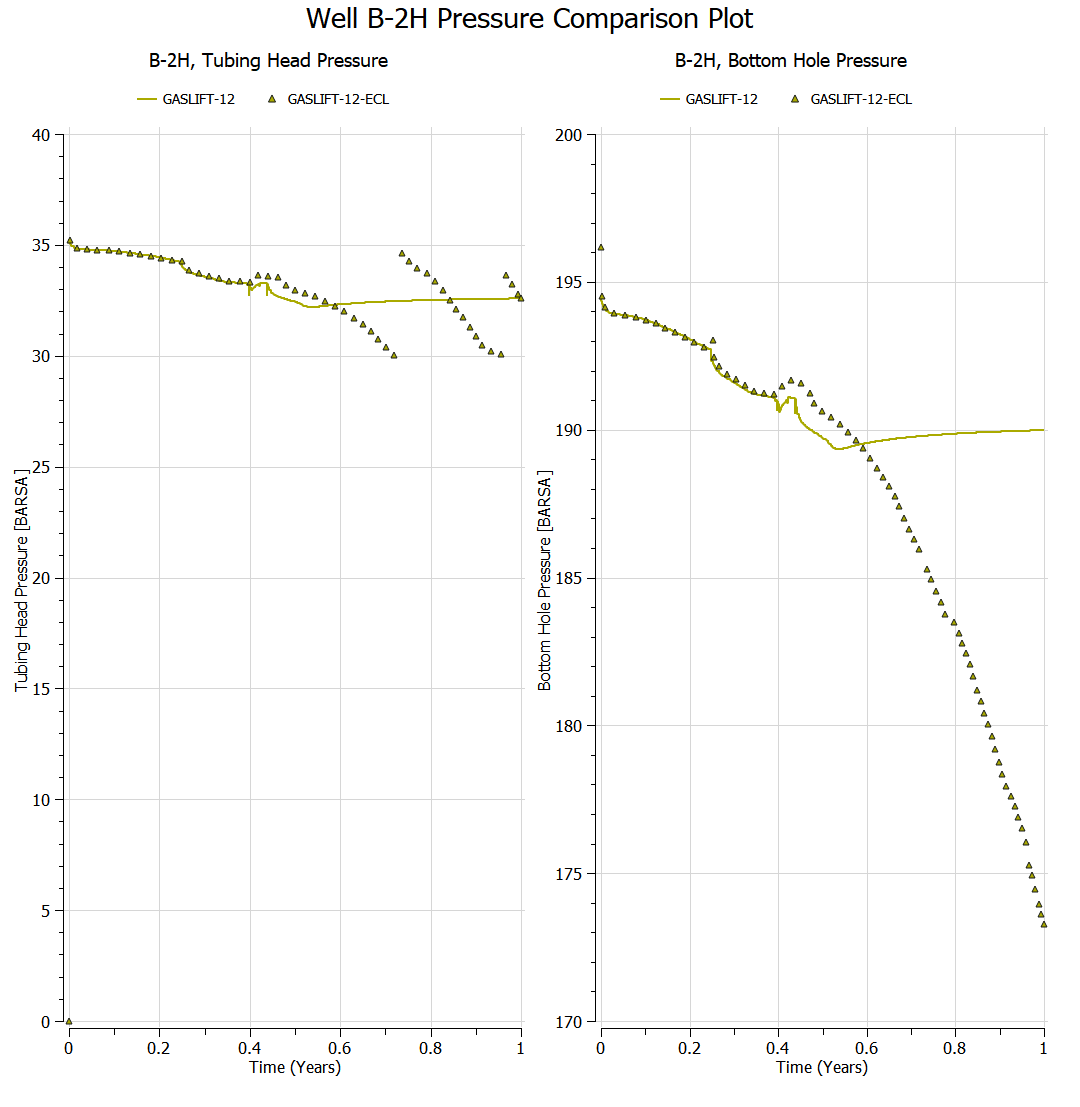 Well B-2H Pressure Comparison Plot
B-2H, Tubing Head Pressure
GASLIFT-12
GASLIFT-12-ECL
40
35
30
25
20
15
10
5
0
Tubing Head Pressure [BARSA]
0
0.2
0.4
0.6
0.8
1
Time (Years)
B-2H, Bottom Hole Pressure
GASLIFT-12
GASLIFT-12-ECL
200
195
190
185
180
175
170
Bottom Hole Pressure [BARSA]
0
0.2
0.4
0.6
0.8
1
Time (Years)